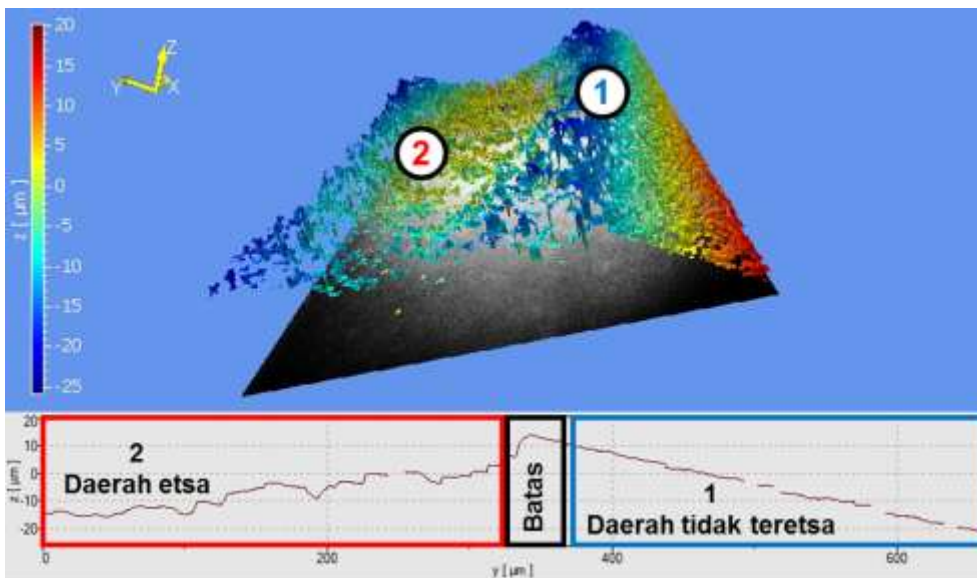 20
15
10
5
0
-5
-10
-15
-20
-25
z [ µm ]
Z
Y
X
1
2
20
10
0
-10
-20
z [ µm ]
2
Daerah etsa
Batas
1
Daerah tidak teretsa
0
200
400
600
y [ µm ]